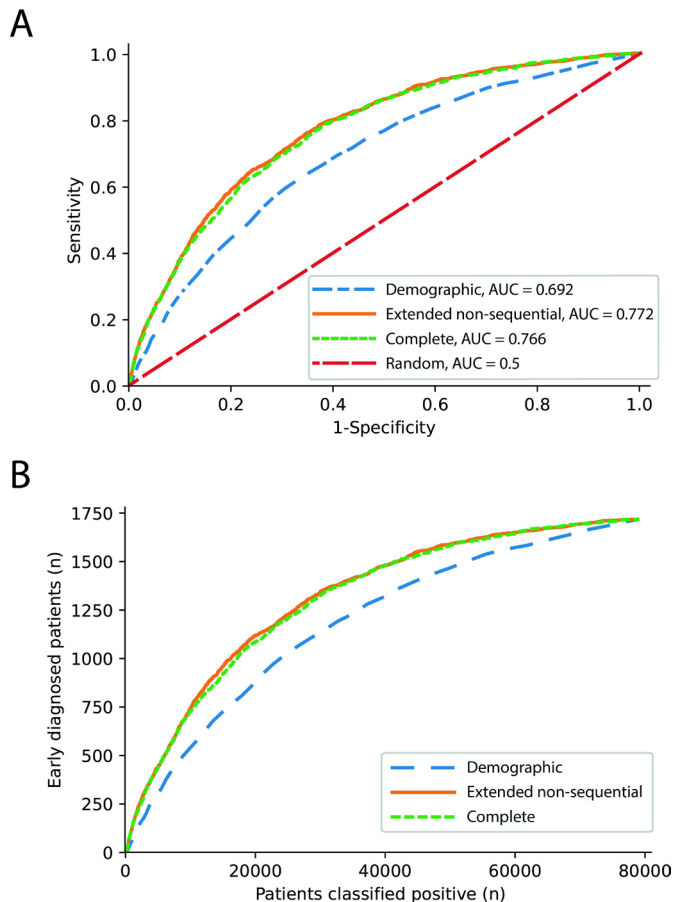 A
1.0
0.8
0.6
0.4
0.2
0.0
Sensitivity
Demographic, AUC = 0.692
Extended non-sequential, AUC = 0.772
Complete, AUC = 0.766
Random, AUC = 0.5
0.0 0.2 0.4 0.6 0.8 1.0
1-Specificity
B
1750
1500
1250
1000
750
500
250
0
Early diagnosed patients (n)
Demographic
Extended non-sequential
Complete
0 20000 40000 60000 80000
Patients classified positive (n)